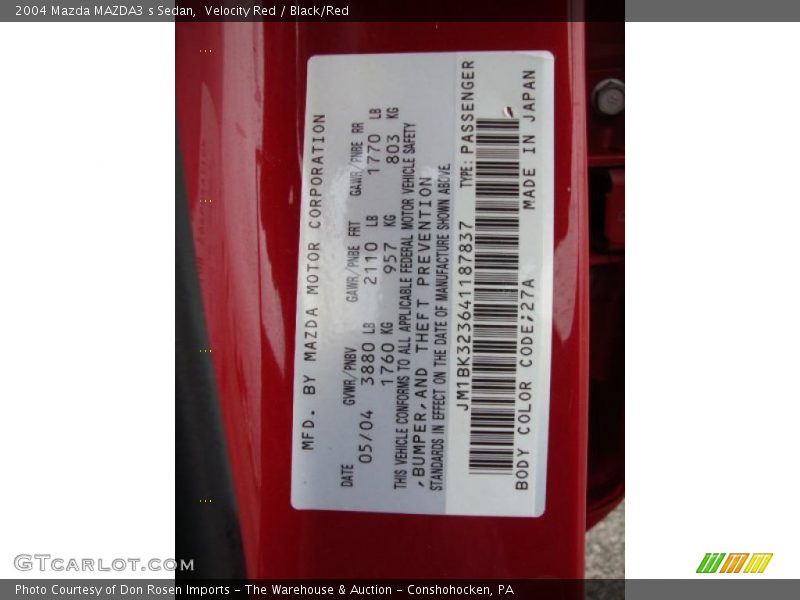 2004 Mazda MAZDA3 s Sedan,  Velocity Red / Black/Red
MFD. BY MAZDA MOTOR CORPORATION
DATE GVWR/PNBV GAWR/PNBE FRT GAWR/PNBE RR
05/04 3880 LB 2110 LB 1770 LB
1760 KG 957 KG 803 KG
THIS VEHICLE CONFORMS TO ALL APPLICABLE FEDERAL MOTOR VEHICLE SAFETY
,BUMPER,AND THEFT PREVENTION
STANDARDS IN EFFECT ON THE DATE OF MANUFACTURE SHOWN ABOVE.
JM1BK323641187837 TYPE: PASSENGER
BODY COLOR CODE;27A MADE IN JAPAN
GTcarlot.com
Photo Courtesy of Don Rosen Imports - The Warehouse & Auction - Conshohocken, PA